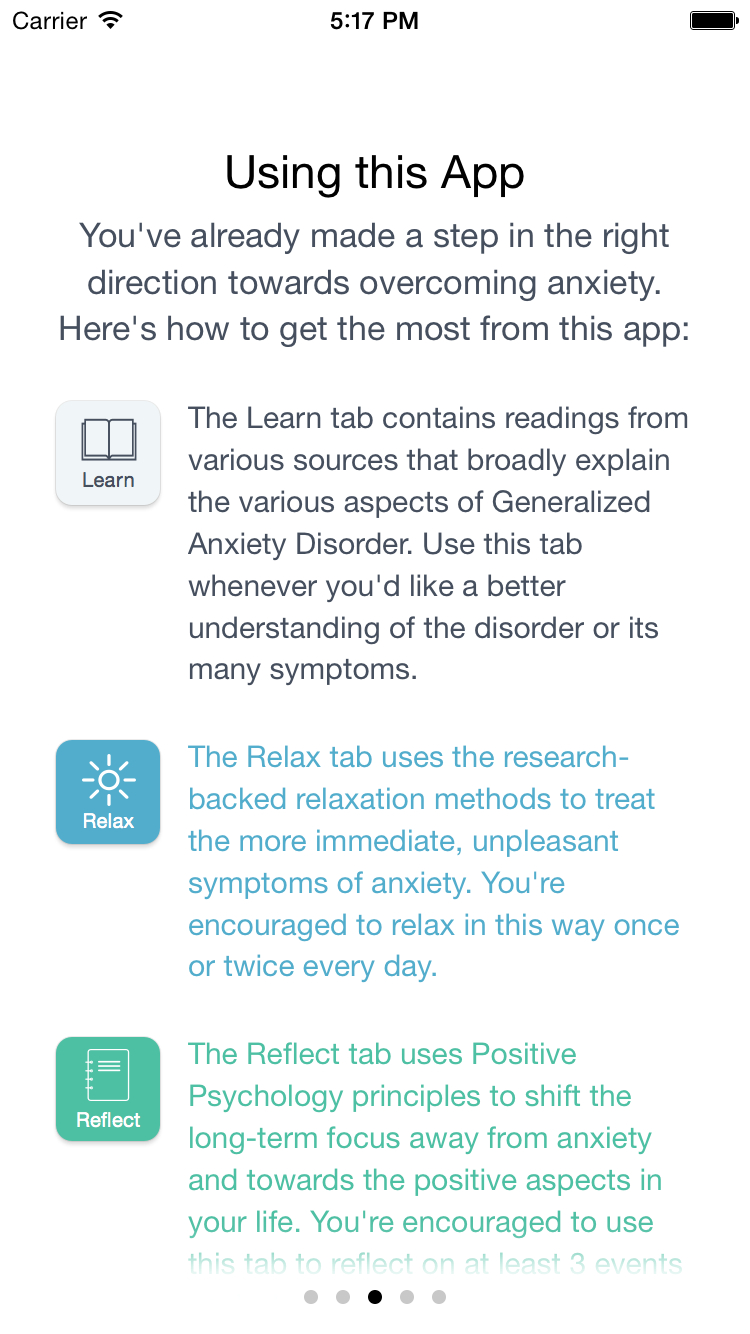 Carrier 5:17 PM
Using this App
You've already made a step in the right
direction towards overcoming anxiety.
Here's how to get the most from this app:
Learn
The Learn tab contains readings from
various sources that broadly explain
the various aspects of Generalized
Anxiety Disorder. Use this tab
whenever you'd like a better
understanding of the disorder or its
many symptoms.
Relax
The Relax tab uses the research-
backed relaxation methods to treat
the more immediate, unpleasant
symptoms of anxiety. You're
encouraged to relax in this way once
or twice every day.
Reflect
The Reflect tab uses Positive
Psychology principles to shift the
long-term focus away from anxiety
and towards the positive aspects in
your life. You're encouraged to use
this tab to reflect on at least 3 events